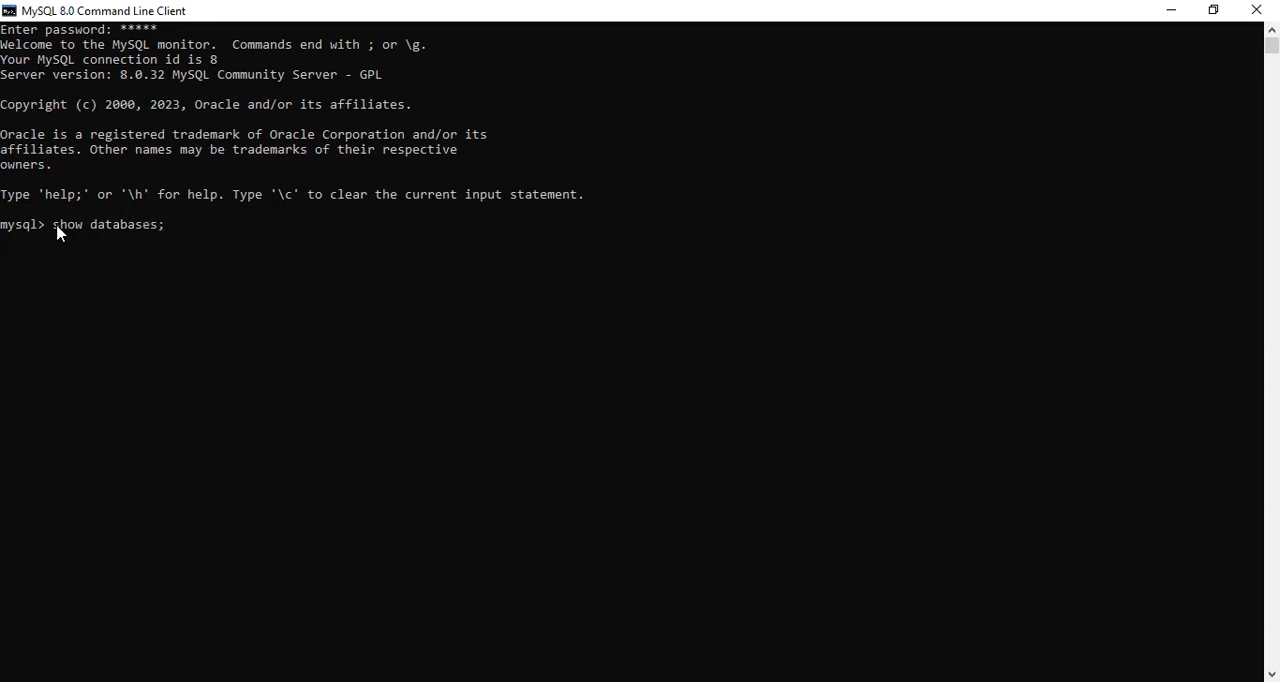 MySQL 8.0 Command Line Client
Enter password: *****
Welcome to the MySQL monitor.  Commands end with ; or \g.
Your MySQL connection id is 8
Server version: 8.0.32 MySQL Community Server - GPL
Copyright (c) 2000, 2023, Oracle and/or its affiliates.
Oracle is a registered trademark of Oracle Corporation and/or its
affiliates. Other names may be trademarks of their respective
owners.
Type 'help;' or '\h' for help. Type '\c' to clear the current input statement.
mysql> show databases;